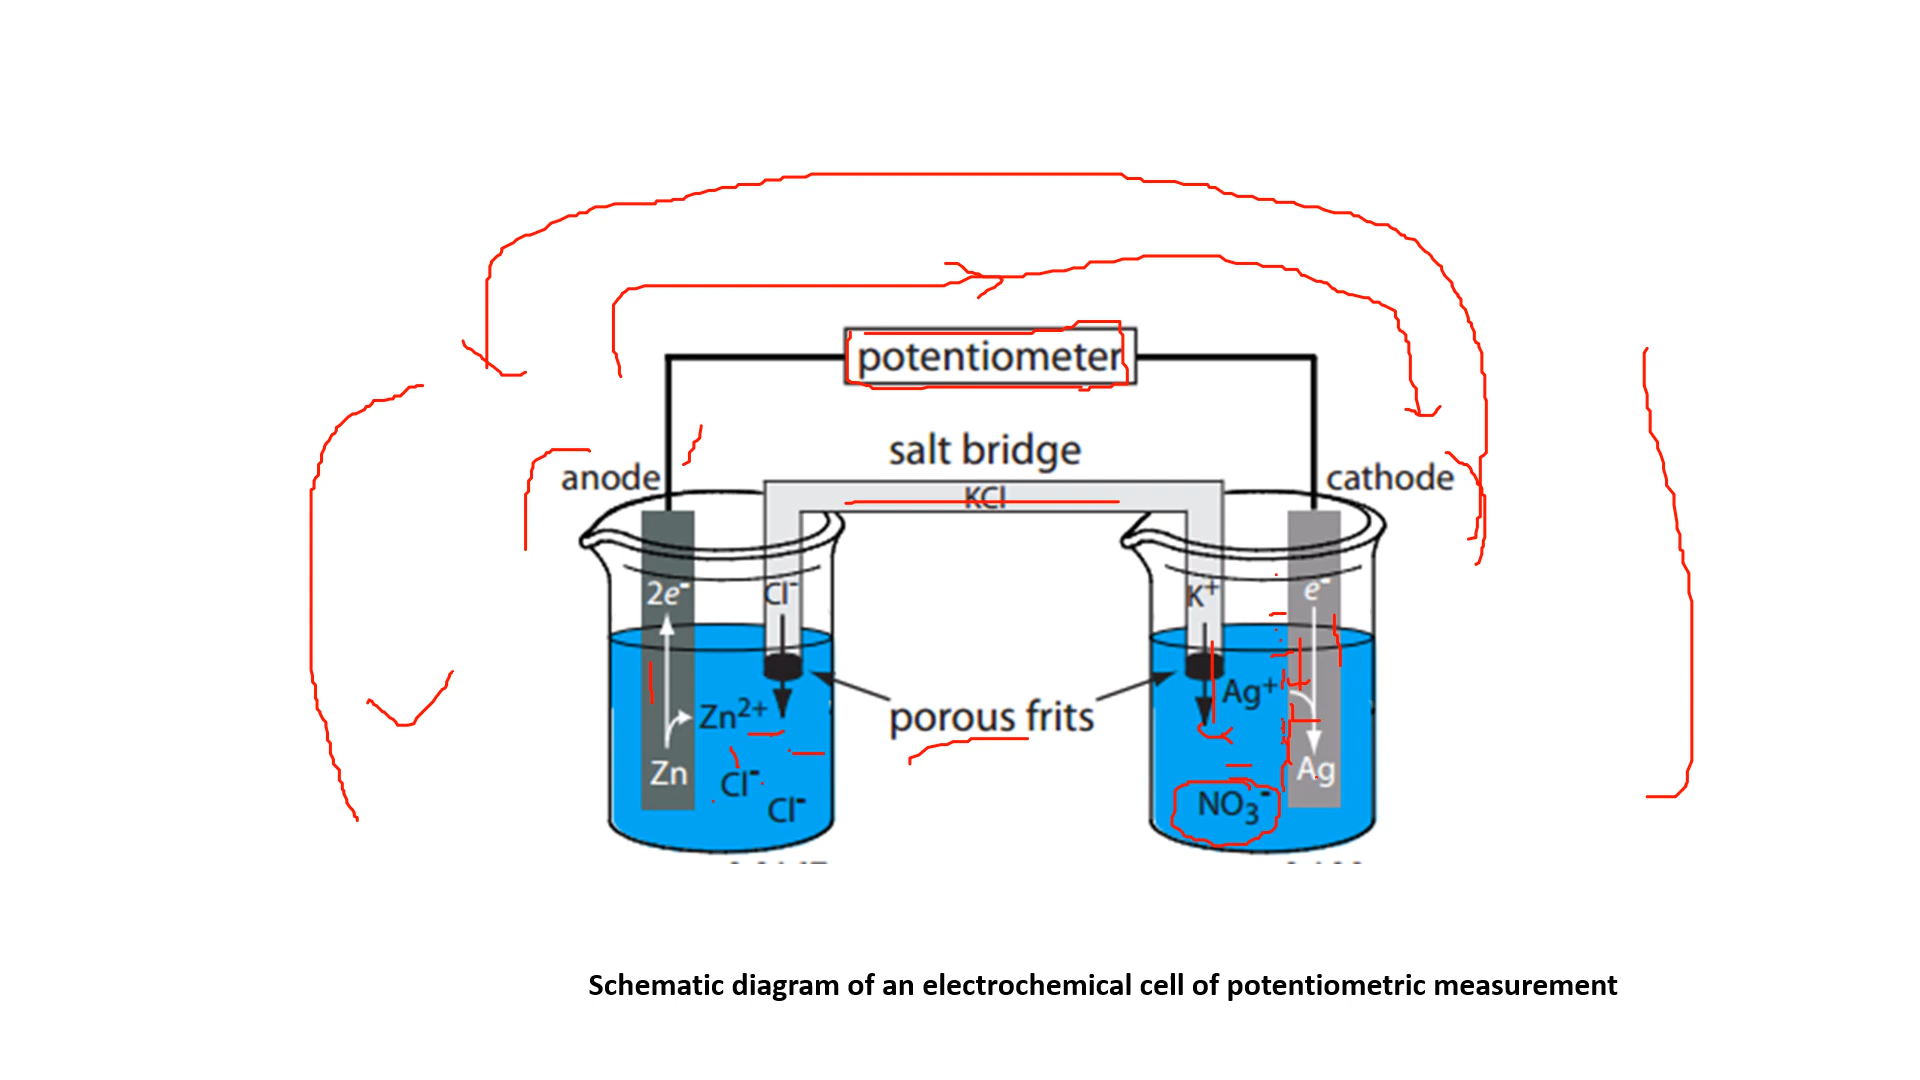 potentiometer
salt bridge
anode
cathode
KCl
2e⁻
Cl⁻
K⁺
e⁻
Zn²⁺
Ag⁺
porous frits
Zn
Cl⁻
Cl⁻
Ag
NO₃⁻
Schematic diagram of an electrochemical cell of potentiometric measurement